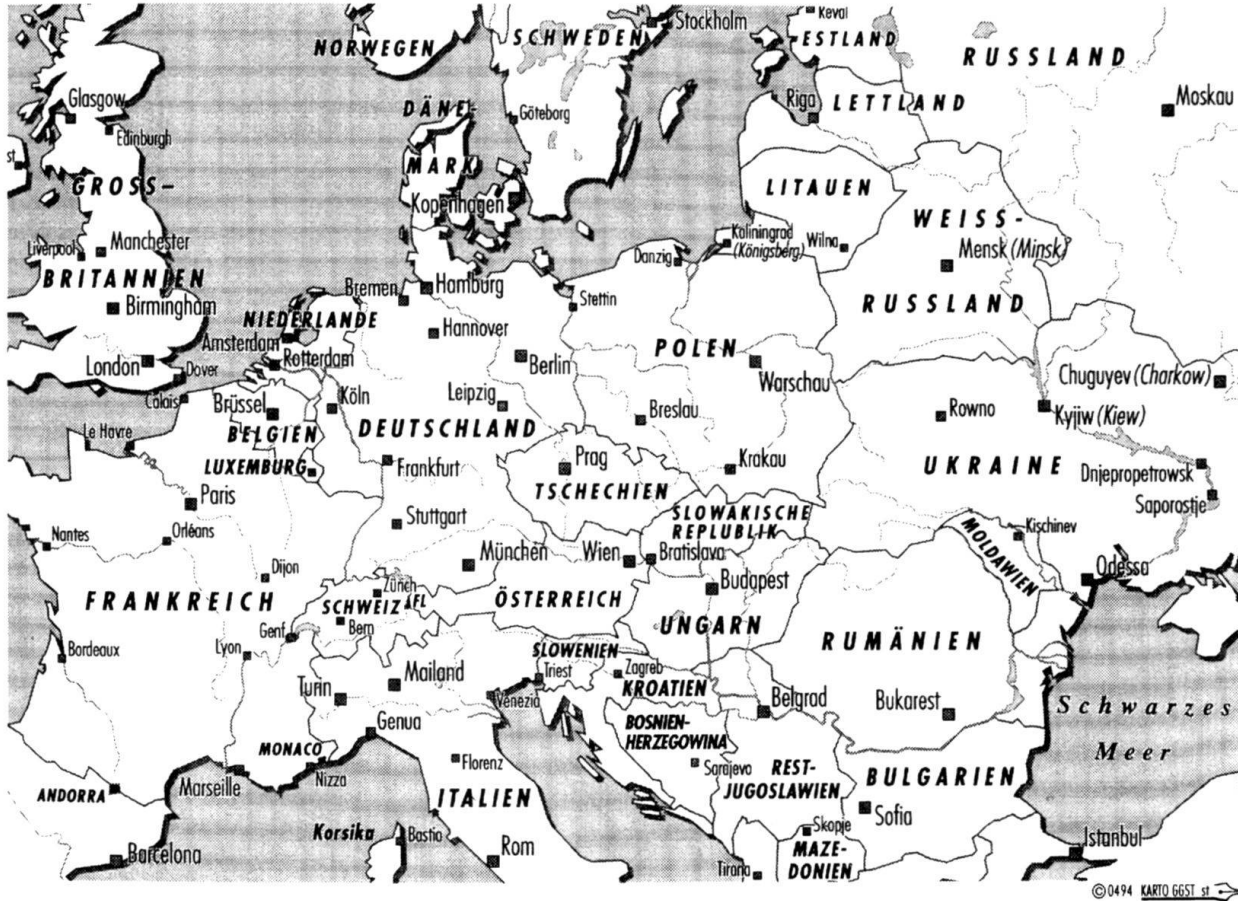 Stockholm
Keval
NORWEGEN
SCHWEDEN
-ESTLAND
RUSSLAND
Glasgow
DÄNE-
Göteborg
Riga
LETTLAND
Moskau
Edinburgh
st
MARK
GROSS-
LITAUEN
Kopenhagen
WEISS-
Liverpool
Manchester
Kaliningrad
(Königsberg)
Wilna
Mensk (Minsk)
Danzig
BRITANNIEN
Bremen
Hamburg
Stettin
RUSSLAND
Birmingham
NIEDERLANDE
Hannover
Amsterdam
POLEN
London
Rotterdam
Berlin
Warschau
Dover
Chuguyev (Charkow)
Calais
Köln
Leipzig
Brüssel
Breslau
Rowno
Kyjiw (Kiew)
Le Havre
BELGIEN
DEUTSCHLAND
LUXEMBURG
Frankfurt
Prag
Krakau
UKRAINE
Dnjepropetrowsk
Paris
TSCHECHIEN
Saporostje
SLOWAKISCHE
REPLUBLIK
Stuttgart
Kischinev
Nantes
Orléans
MOLDAWIEN
München
Wien
Bratislava
Odessa
Dijon
Zürich
Budapest
FRANKREICH
SCHWEIZ
FL
ÖSTERREICH
Bern
UNGARN
RUMÄNIEN
Genf
Bordeaux
Lyon
SLOWENIEN
Zagreb
Triest
Mailand
KROATIEN
Turin
Venezia
Belgrad
Bukarest
Schwarzes
Meer
Genua
BOSNIEN-
HERZEGOWINA
MONACO
Florenz
Sarajevo
REST-
JUGOSLAWIEN
BULGARIEN
Marseille
Nizza
ANDORRA
ITALIEN
Sofia
Korsika
Bastia
Skopje
Istanbul
Barcelona
Rom
MAZE-
DONIEN
Tirana
©0494 KARTO GGST st